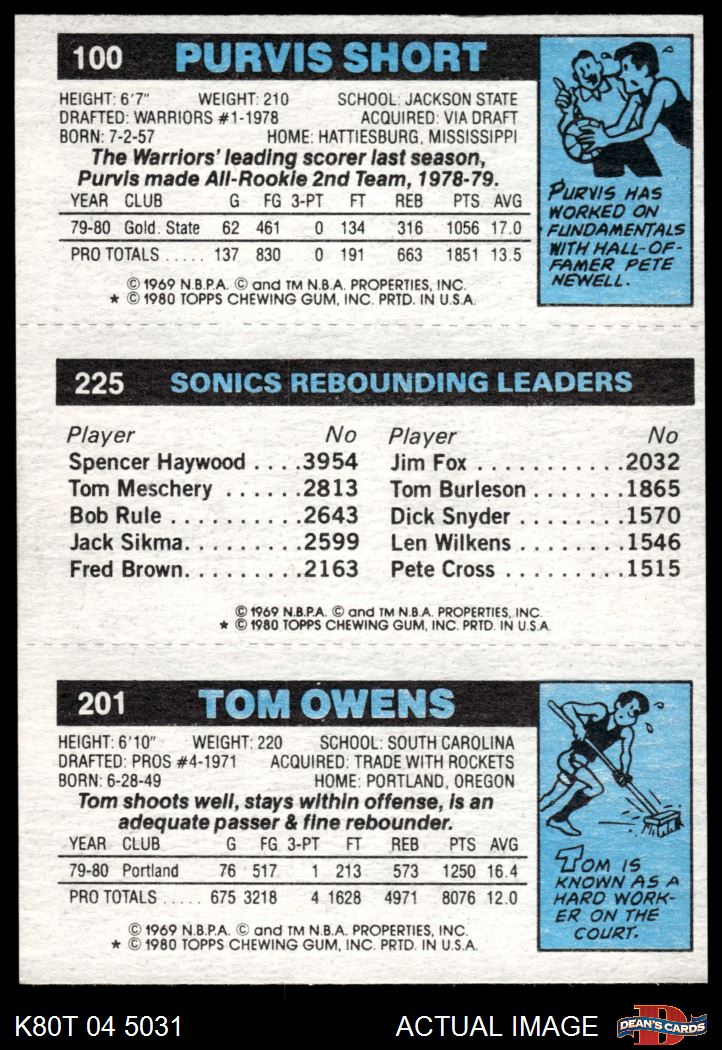 100 PURVIS SHORT
HEIGHT: 6'7" WEIGHT: 210 SCHOOL: JACKSON STATE
DRAFTED: WARRIORS #1-1978 ACQUIRED: VIA DRAFT
BORN: 7-2-57 HOME: HATTIESBURG, MISSISSIPPI
The Warriors' leading scorer last season,
Purvis made All-Rookie 2nd Team, 1978-79.
YEAR CLUB G FG 3-PT FT REB PTS AVG
79-80 Gold. State 62 461 0 134 316 1056 17.0
PRO TOTALS ..... 137 830 0 191 663 1851 13.5
© 1969 N.B.P.A. © and TM N.B.A. PROPERTIES, INC.
★ © 1980 TOPPS CHEWING GUM, INC. PRTD. IN U.S.A.
PURVIS HAS
WORKED ON
FUNDAMENTALS
WITH HALL-OF-
FAMER PETE
NEWELL.
225 SONICS REBOUNDING LEADERS
Player No Player No
Spencer Haywood ....3954 Jim Fox ...........2032
Tom Meschery ......2813 Tom Burleson .......1865
Bob Rule ..........2643 Dick Snyder ........1570
Jack Sikma.........2599 Len Wilkens ........1546
Fred Brown.........2163 Pete Cross .........1515
© 1969 N.B.P.A. © and TM N.B.A. PROPERTIES, INC.
★ © 1980 TOPPS CHEWING GUM, INC. PRTD. IN U.S.A.
201 TOM OWENS
HEIGHT: 6'10" WEIGHT: 220 SCHOOL: SOUTH CAROLINA
DRAFTED: PROS #4-1971 ACQUIRED: TRADE WITH ROCKETS
BORN: 6-28-49 HOME: PORTLAND, OREGON
Tom shoots well, stays within offense, is an
adequate passer & fine rebounder.
YEAR CLUB G FG 3-PT FT REB PTS AVG
79-80 Portland 76 517 1 213 573 1250 16.4
PRO TOTALS ..... 675 3218 4 1628 4971 8076 12.0
© 1969 N.B.P.A. © and TM N.B.A. PROPERTIES, INC.
★ © 1980 TOPPS CHEWING GUM, INC. PRTD. IN U.S.A.
TOM IS
KNOWN AS A
HARD WORK-
ER ON THE
COURT.
K80T 04 5031 ACTUAL IMAGE D DEAN'S CARDS